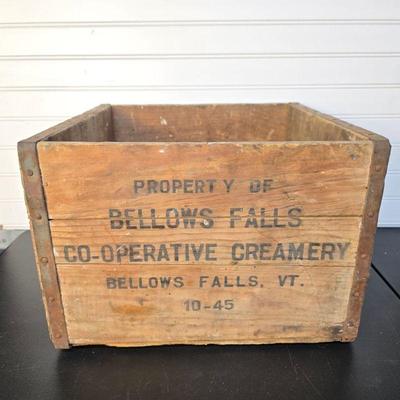 PROPERTY OF
BELLOWS FALLS
CO-OPERATIVE CREAMERY
BELLOWS FALLS, VT.
10-45